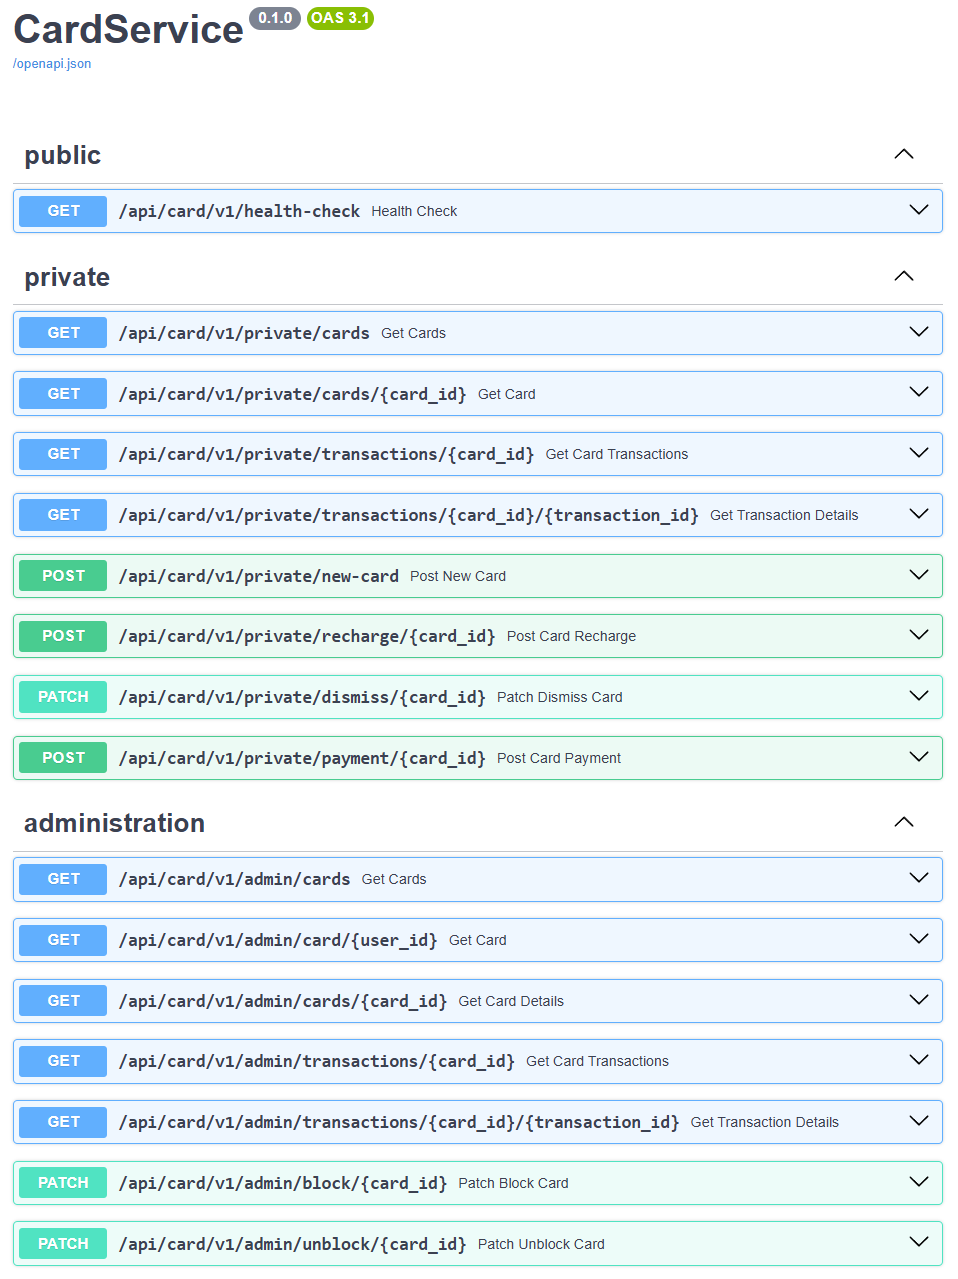 CardService 0.1.0 OAS 3.1
/openapi.json
public
GET /api/card/v1/health-check Health Check
private
GET /api/card/v1/private/cards Get Cards
GET /api/card/v1/private/cards/{card_id} Get Card
GET /api/card/v1/private/transactions/{card_id} Get Card Transactions
GET /api/card/v1/private/transactions/{card_id}/{transaction_id} Get Transaction Details
POST /api/card/v1/private/new-card Post New Card
POST /api/card/v1/private/recharge/{card_id} Post Card Recharge
PATCH /api/card/v1/private/dismiss/{card_id} Patch Dismiss Card
POST /api/card/v1/private/payment/{card_id} Post Card Payment
administration
GET /api/card/v1/admin/cards Get Cards
GET /api/card/v1/admin/card/{user_id} Get Card
GET /api/card/v1/admin/cards/{card_id} Get Card Details
GET /api/card/v1/admin/transactions/{card_id} Get Card Transactions
GET /api/card/v1/admin/transactions/{card_id}/{transaction_id} Get Transaction Details
PATCH /api/card/v1/admin/block/{card_id} Patch Block Card
PATCH /api/card/v1/admin/unblock/{card_id} Patch Unblock Card